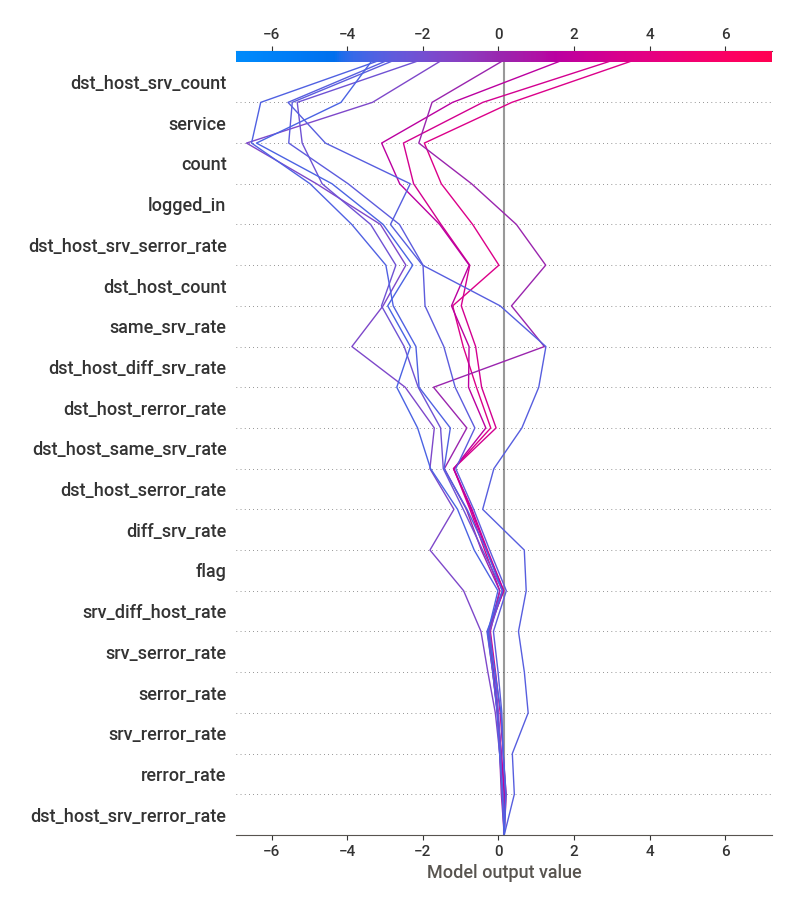 −6 −4 −2 0 2 4 6
dst_host_srv_count
service
count
logged_in
dst_host_srv_serror_rate
dst_host_count
same_srv_rate
dst_host_diff_srv_rate
dst_host_rerror_rate
dst_host_same_srv_rate
dst_host_serror_rate
diff_srv_rate
flag
srv_diff_host_rate
srv_serror_rate
serror_rate
srv_rerror_rate
rerror_rate
dst_host_srv_rerror_rate
−6 −4 −2 0 2 4 6
Model output value